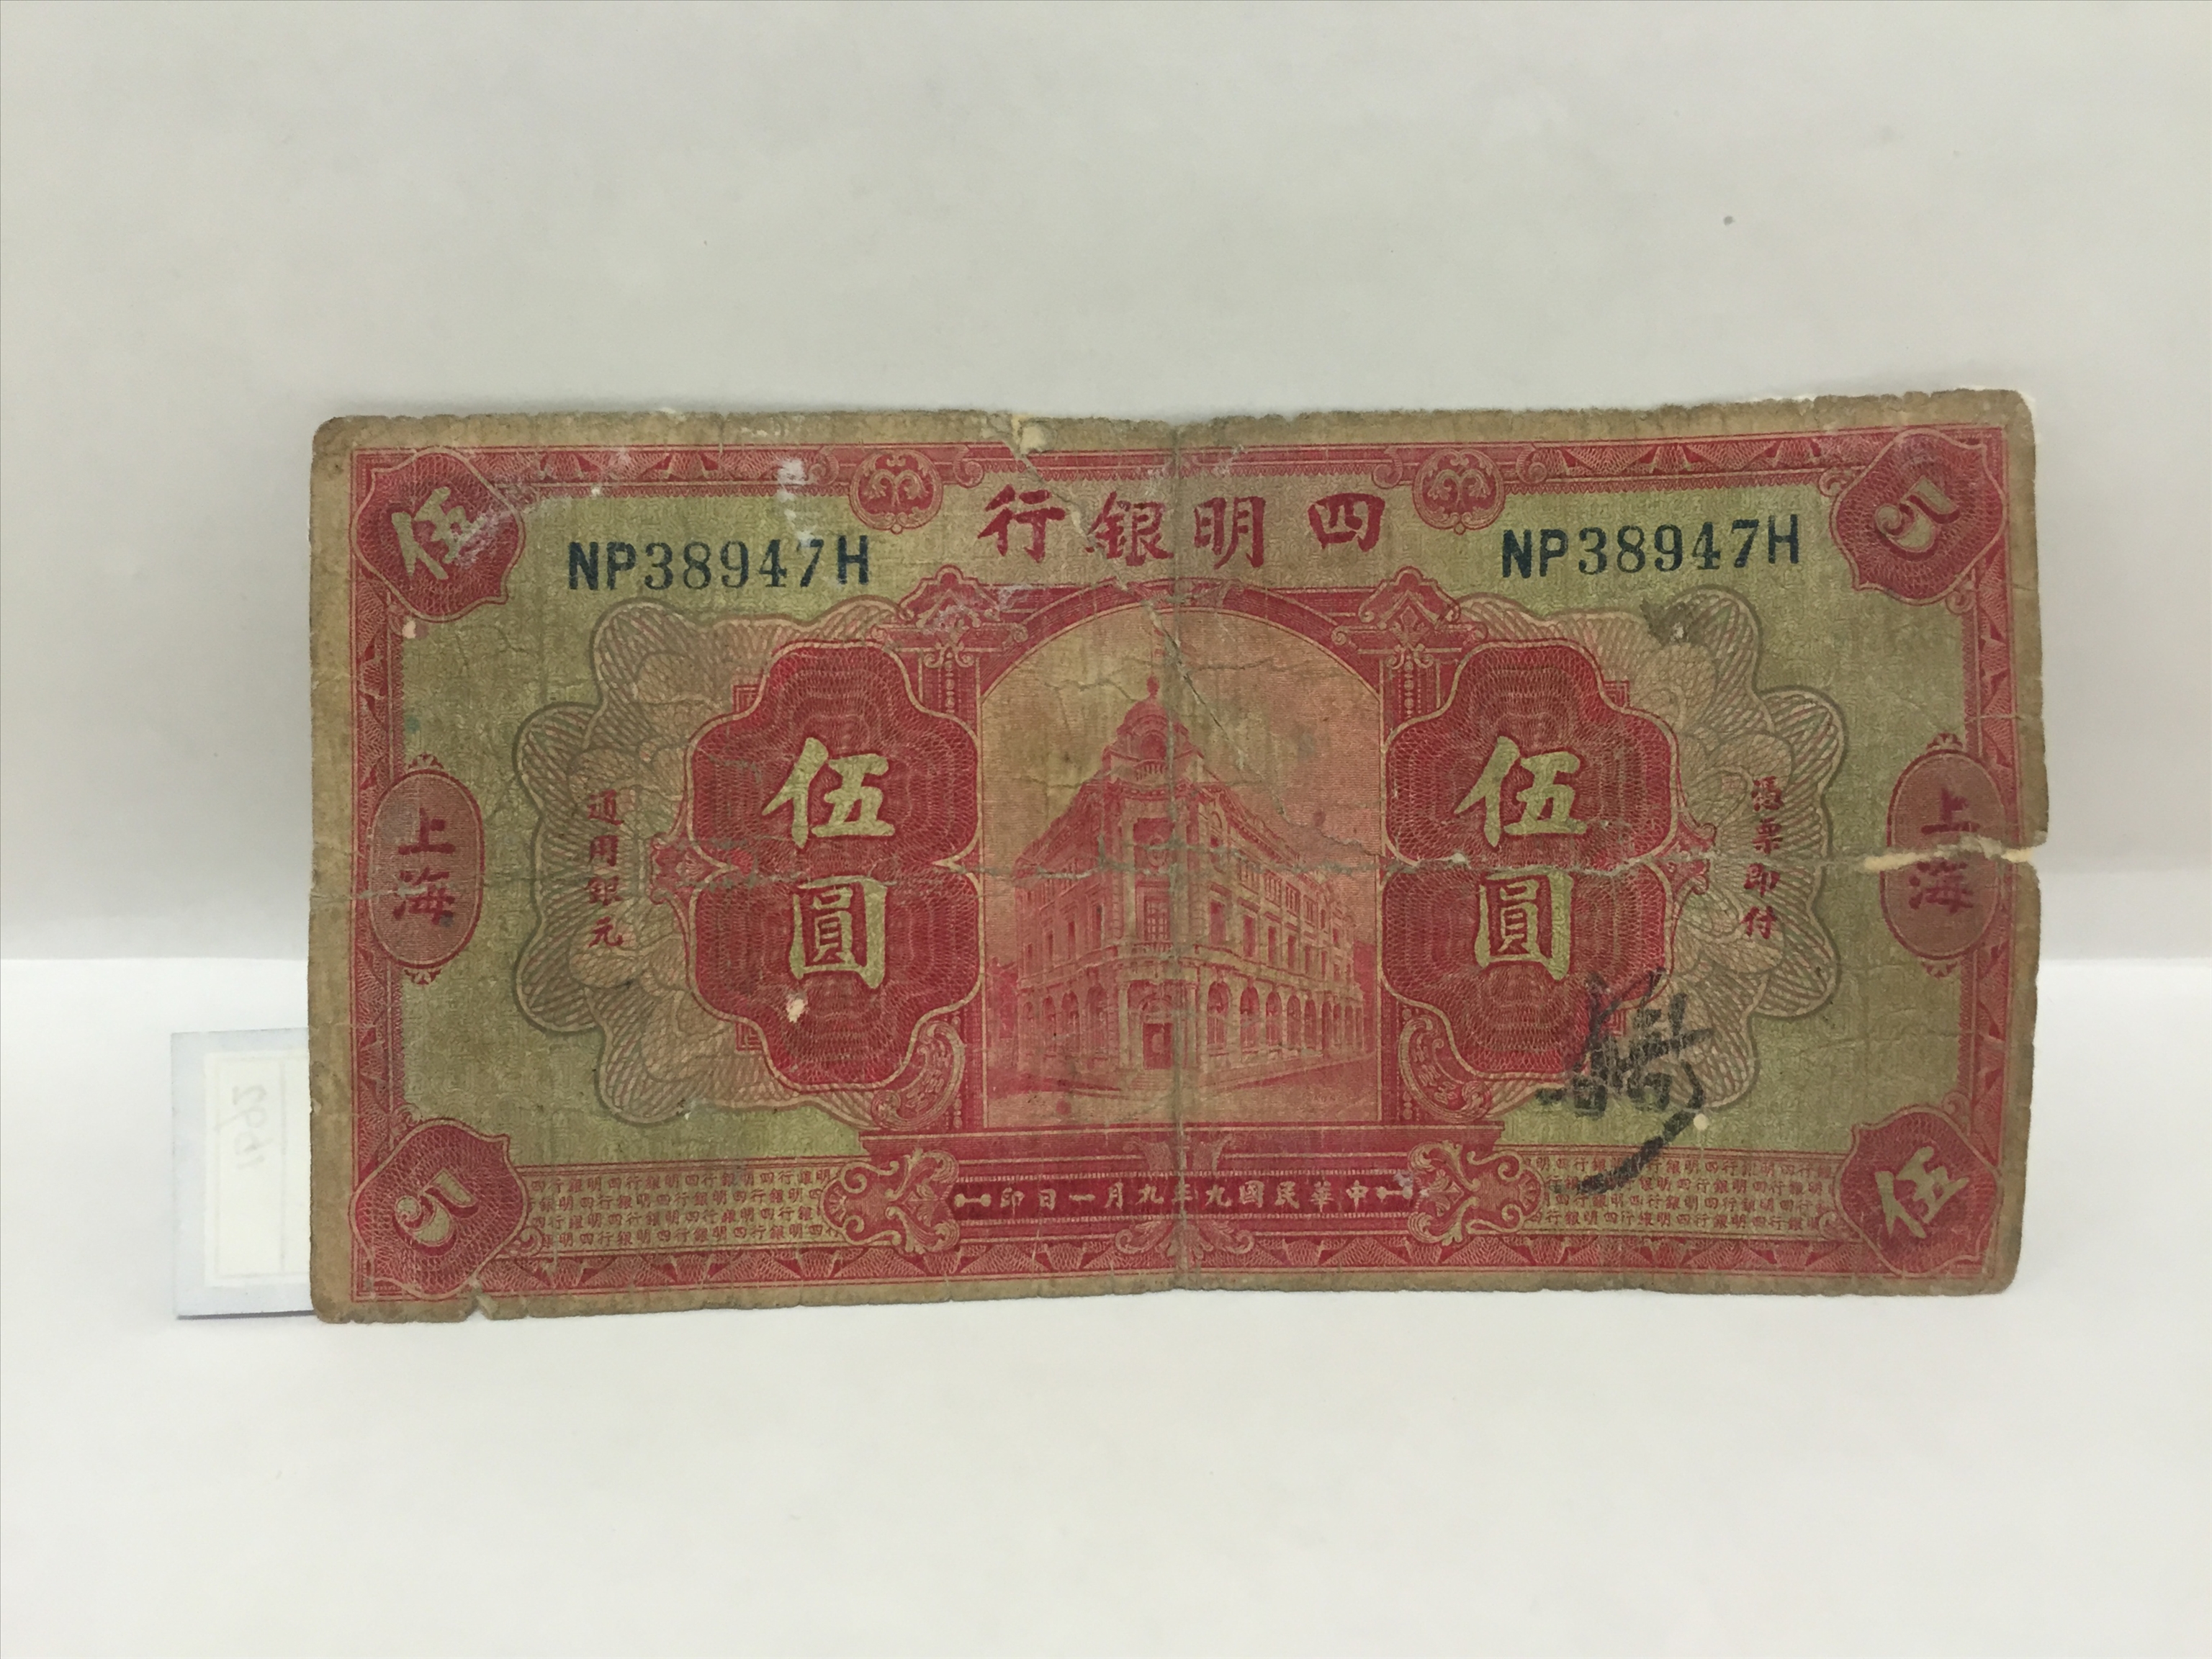 四明銀行
伍
5
NP38947H
NP38947H
上海
上海
憑票即付
通用銀元
伍圓
伍圓
中華民國九年九月一日印
5
伍